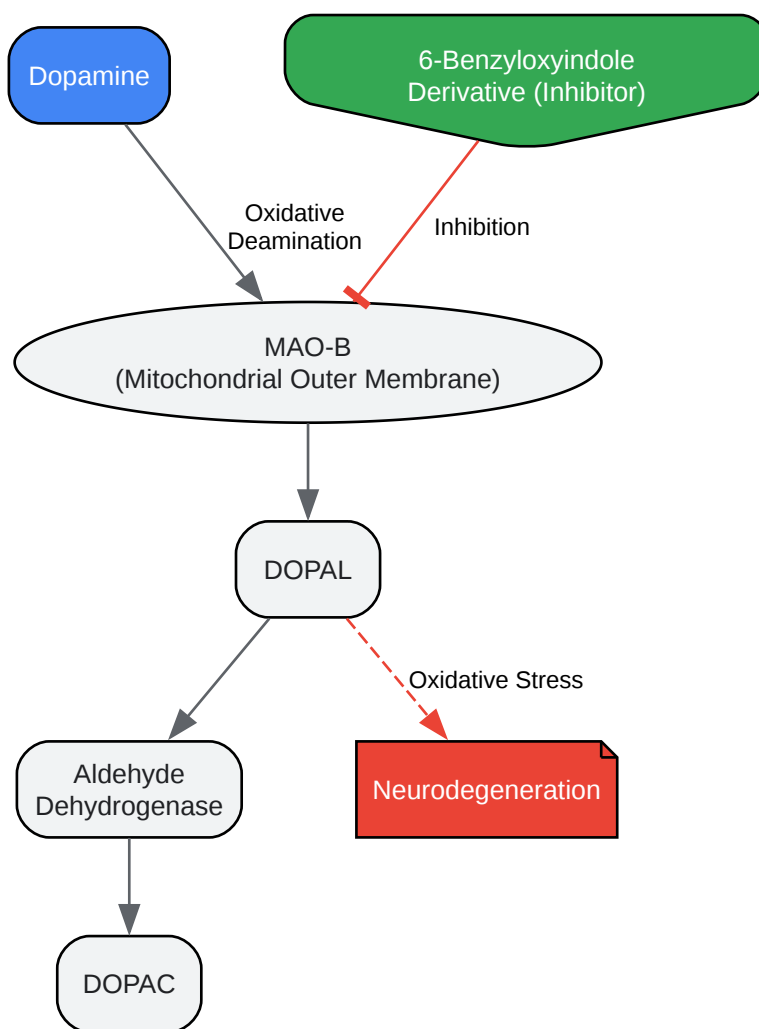 Dopamine
6-Benzyloxyindole
Derivative (Inhibitor)
Oxidative
Deamination
Inhibition
MAO-B
(Mitochondrial Outer Membrane)
DOPAL
Oxidative Stress
Aldehyde
Dehydrogenase
Neurodegeneration
DOPAC